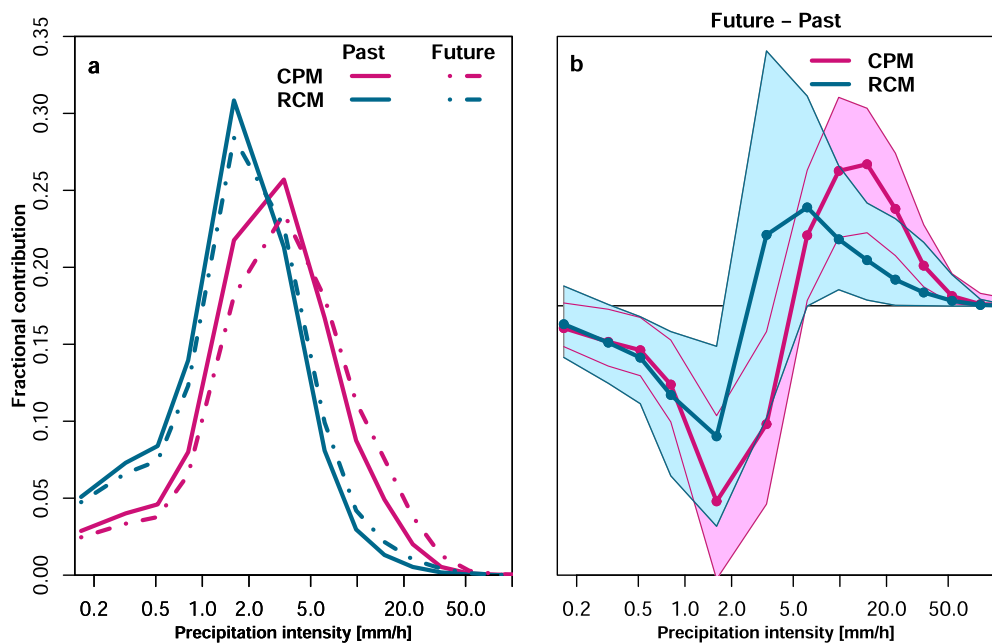 Future – Past
a
Past Future
CPM
RCM
b
CPM
RCM
Fractional contribution
0.35
0.30
0.25
0.20
0.15
0.10
0.05
0.00
0.2 0.5 1.0 2.0 5.0 20.0 50.0
Precipitation intensity [mm/h]
0.2 0.5 1.0 2.0 5.0 20.0 50.0
Precipitation intensity [mm/h]